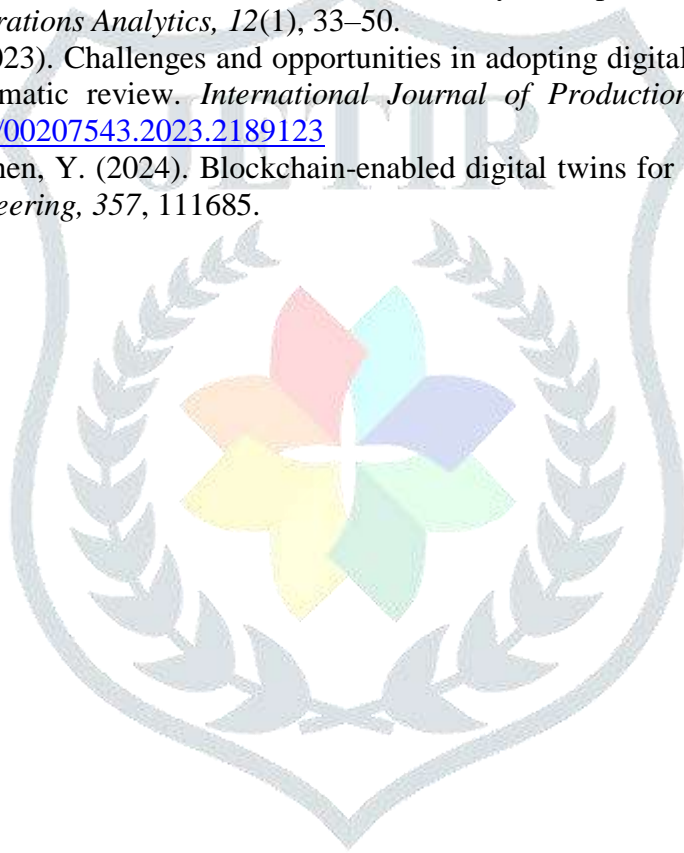 rations Analytics, 12(1), 33–50.
023). Challenges and opportunities in adopting digital
matic review. International Journal of Production
/00207543.2023.2189123
hen, Y. (2024). Blockchain-enabled digital twins for
eering, 357, 111685.
JETIR